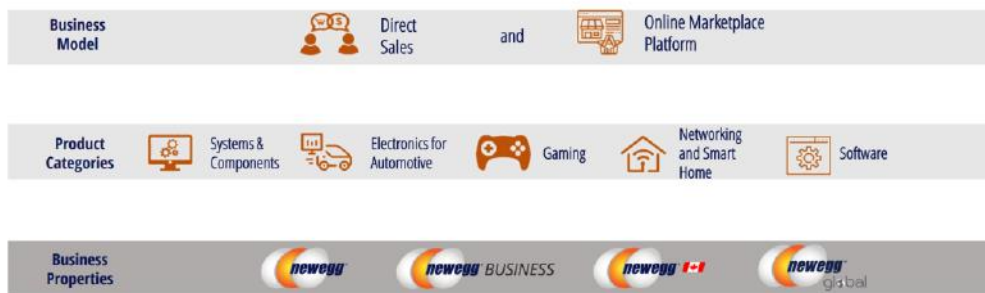 Business
Model
Direct
Sales
and
Online Marketplace
Platform
Product
Categories
Systems &
Components
Electronics for
Automotive
Gaming
Networking
and Smart
Home
Software
Business
Properties
newegg
newegg BUSINESS
newegg
newegg
global